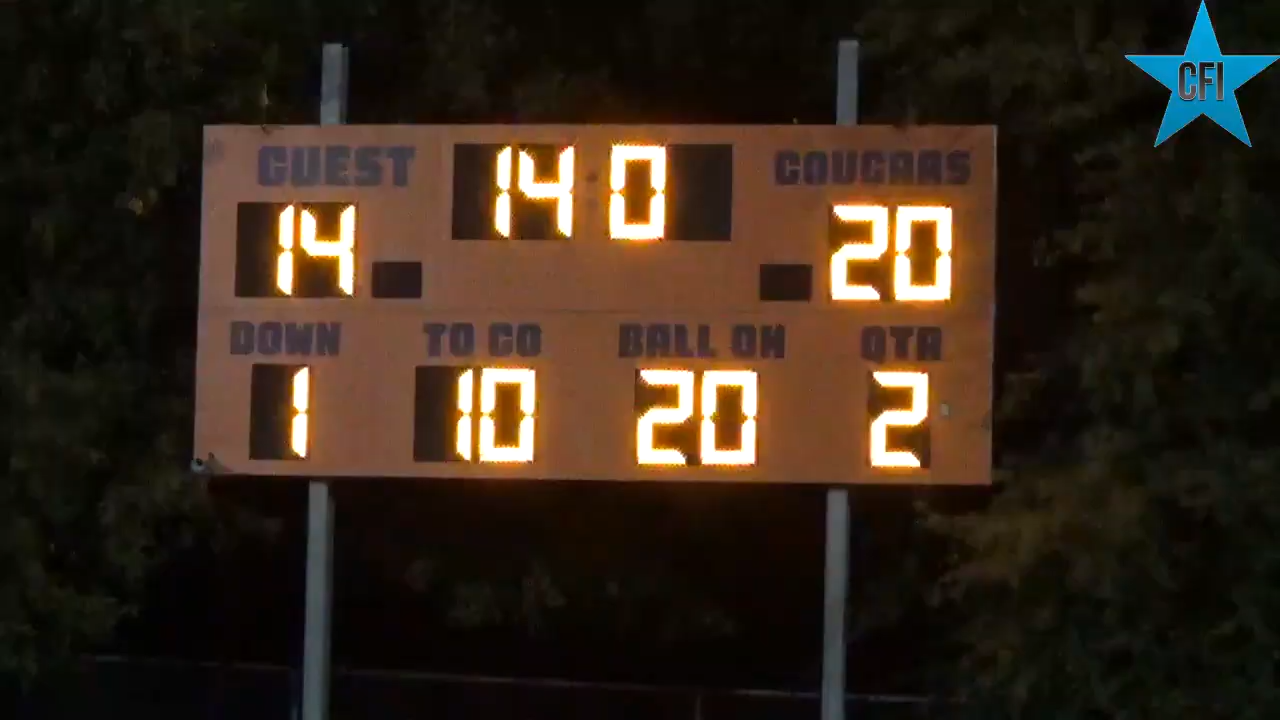 CFI
GUEST 14 0 COUGARS
14 20
DOWN TO GO BALL ON QTR
1 10 20 2